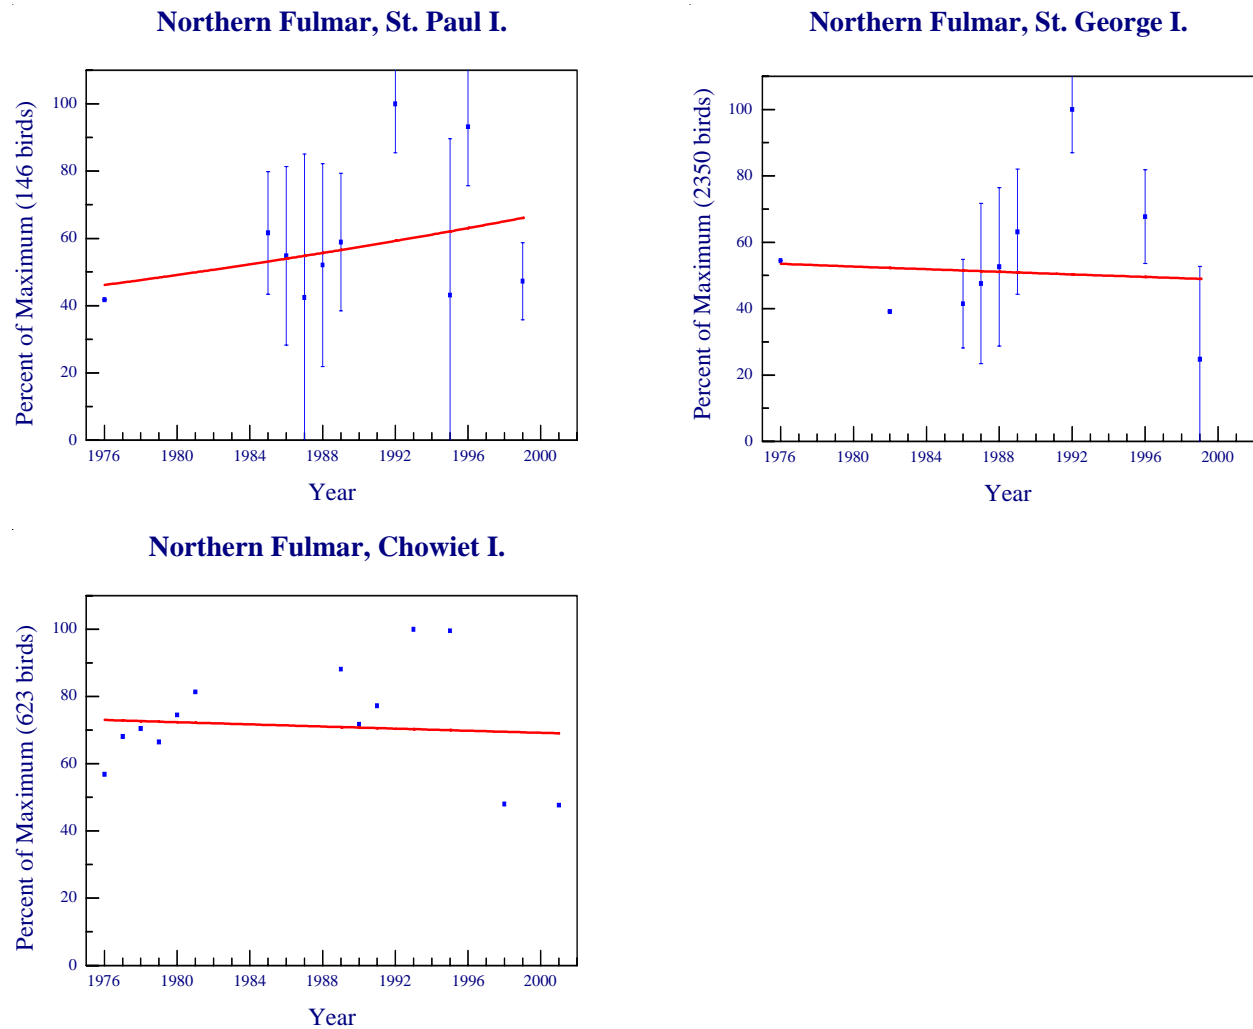 Northern Fulmar, St. Paul I.
Percent of Maximum (146 birds)
100
80
60
40
20
0
1976 1980 1984 1988 1992 1996 2000
Year
Northern Fulmar, St. George I.
Percent of Maximum (2350 birds)
100
80
60
40
20
0
1976 1980 1984 1988 1992 1996 2000
Year
Northern Fulmar, Chowiet I.
Percent of Maximum (623 birds)
100
80
60
40
20
0
1976 1980 1984 1988 1992 1996 2000
Year